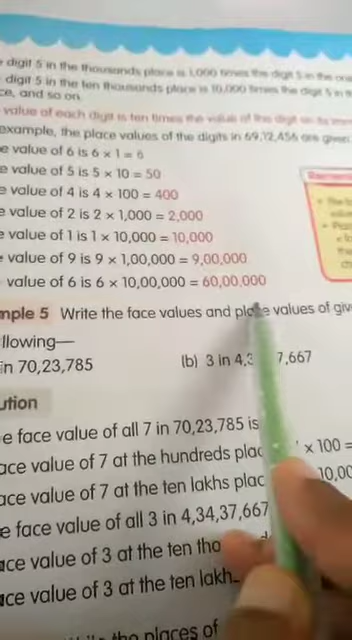 digit 5 in the thousands place is 1,000 times the digit 5 in the one
digit 5 in the ten thousands place is 10,000 times the digit 5 in
ce, and so on.
value of each digit is ten times the value of the digit
example, the place values of the digits in 69,12,456 are given
e value of 6 is 6 × 1 = 6
e value of 5 is 5 × 10 = 50
e value of 4 is 4 × 100 = 400
e value of 2 is 2 × 1,000 = 2,000
e value of 1 is 1 × 10,000 = 10,000
value of 9 is 9 × 1,00,000 = 9,00,000
value of 6 is 6 × 10,00,000 = 60,00,000
mple 5 Write the face values and place values of giv
llowing—
in 70,23,785 (b) 3 in 4,3 7,667
ution
e face value of all 7 in 70,23,785 is
ace value of 7 at the hundreds plac × 100 =
ace value of 7 at the ten lakhs plac 10,00
e face value of all 3 in 4,34,37,667
ace value of 3 at the ten tho
ace value of 3 at the ten lakh
the places of